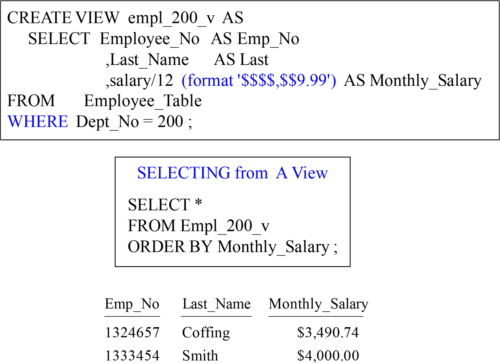 CREATE VIEW empl_200_v AS
SELECT Employee_No AS Emp_No
,Last_Name AS Last
,salary/12 (format '$$$$,$$9.99') AS Monthly_Salary
FROM Employee_Table
WHERE Dept_No = 200 ;
SELECTING from A View
SELECT *
FROM Empl_200_v
ORDER BY Monthly_Salary ;
Emp_No Last_Name Monthly_Salary
1324657 Coffing $3,490.74
1333454 Smith $4,000.00